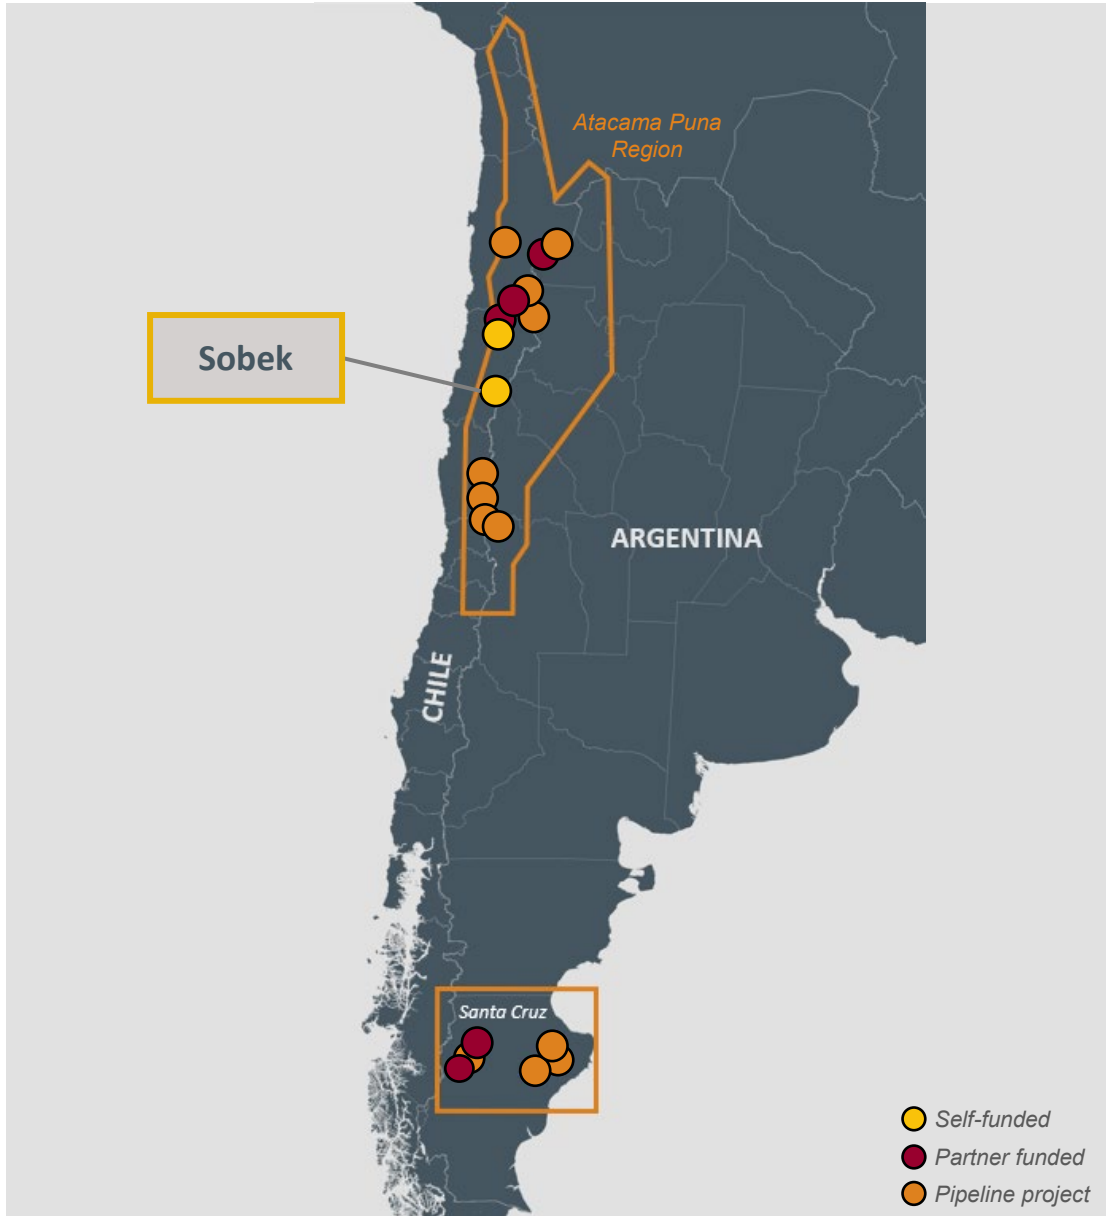 Atacama Puna
Region
Sobek
ARGENTINA
CHILE
Santa Cruz
Self-funded
Partner funded
Pipeline project